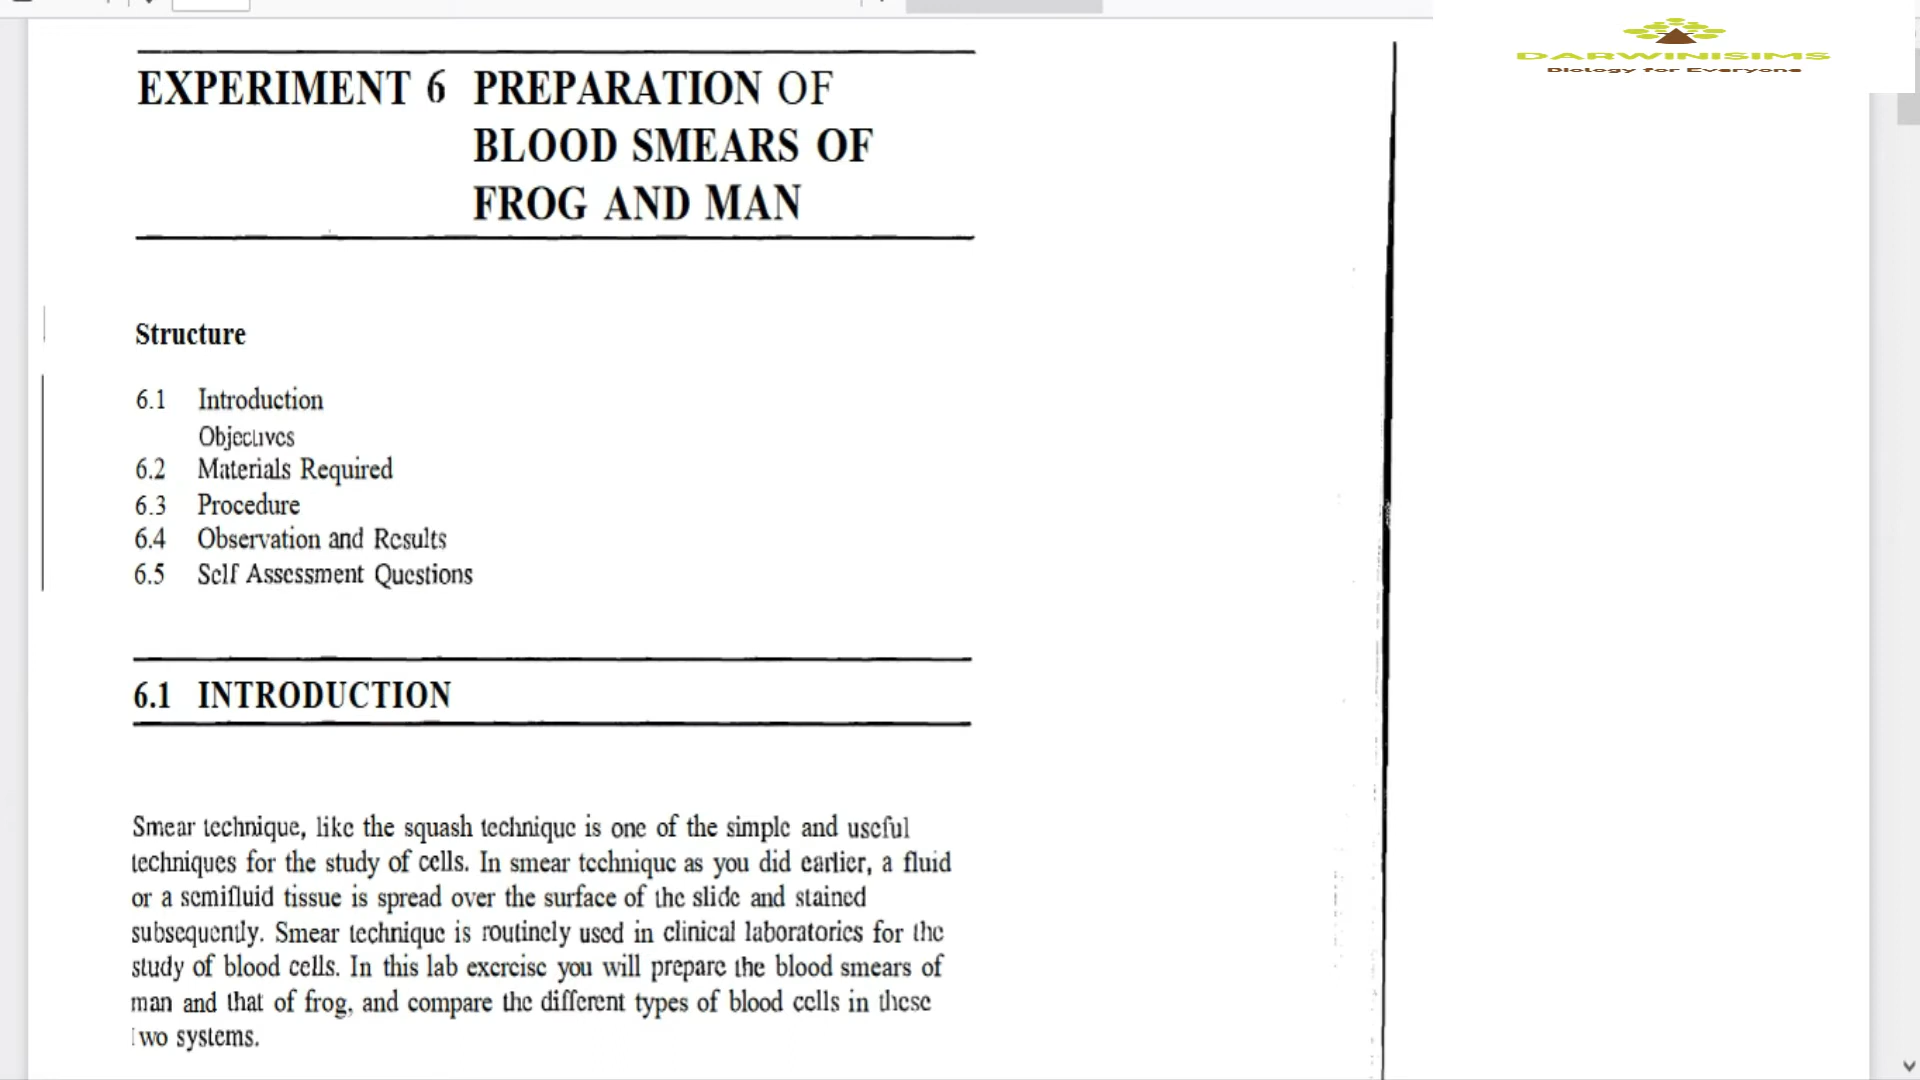 DARWINISIMS
Biology for Everyone
EXPERIMENT 6 PREPARATION OF
BLOOD SMEARS OF
FROG AND MAN
Structure
6.1 Introduction
Objectives
6.2 Materials Required
6.3 Procedure
6.4 Observation and Results
6.5 Self Assessment Questions
6.1 INTRODUCTION
Smear technique, like the squash technique is one of the simple and useful
techniques for the study of cells. In smear technique as you did earlier, a fluid
or a semifluid tissue is spread over the surface of the slide and stained
subsequently. Smear technique is routinely used in clinical laboratories for the
study of blood cells. In this lab exercise you will prepare the blood smears of
man and that of frog, and compare the different types of blood cells in these
two systems.